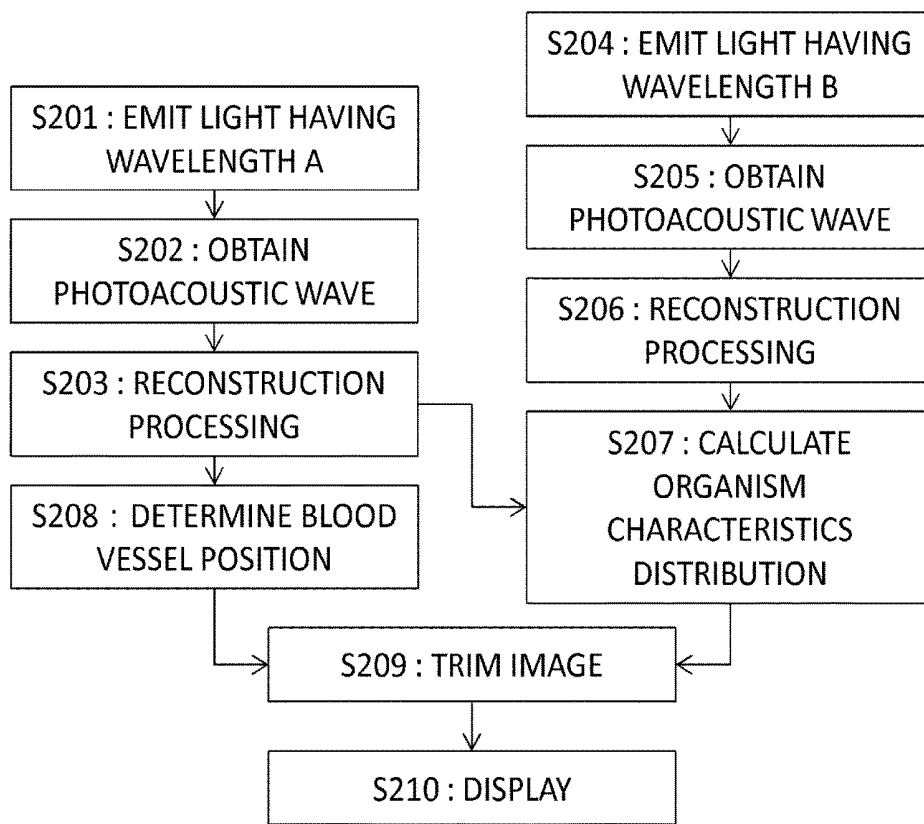 S201 : EMIT LIGHT HAVING
WAVELENGTH A
S202 : OBTAIN
PHOTOACOUSTIC WAVE
S203 : RECONSTRUCTION
PROCESSING
S208 : DETERMINE BLOOD
VESSEL POSITION
S204 : EMIT LIGHT HAVING
WAVELENGTH B
S205 : OBTAIN
PHOTOACOUSTIC WAVE
S206 : RECONSTRUCTION
PROCESSING
S207 : CALCULATE
ORGANISM
CHARACTERISTICS
DISTRIBUTION
S209 : TRIM IMAGE
S210 : DISPLAY